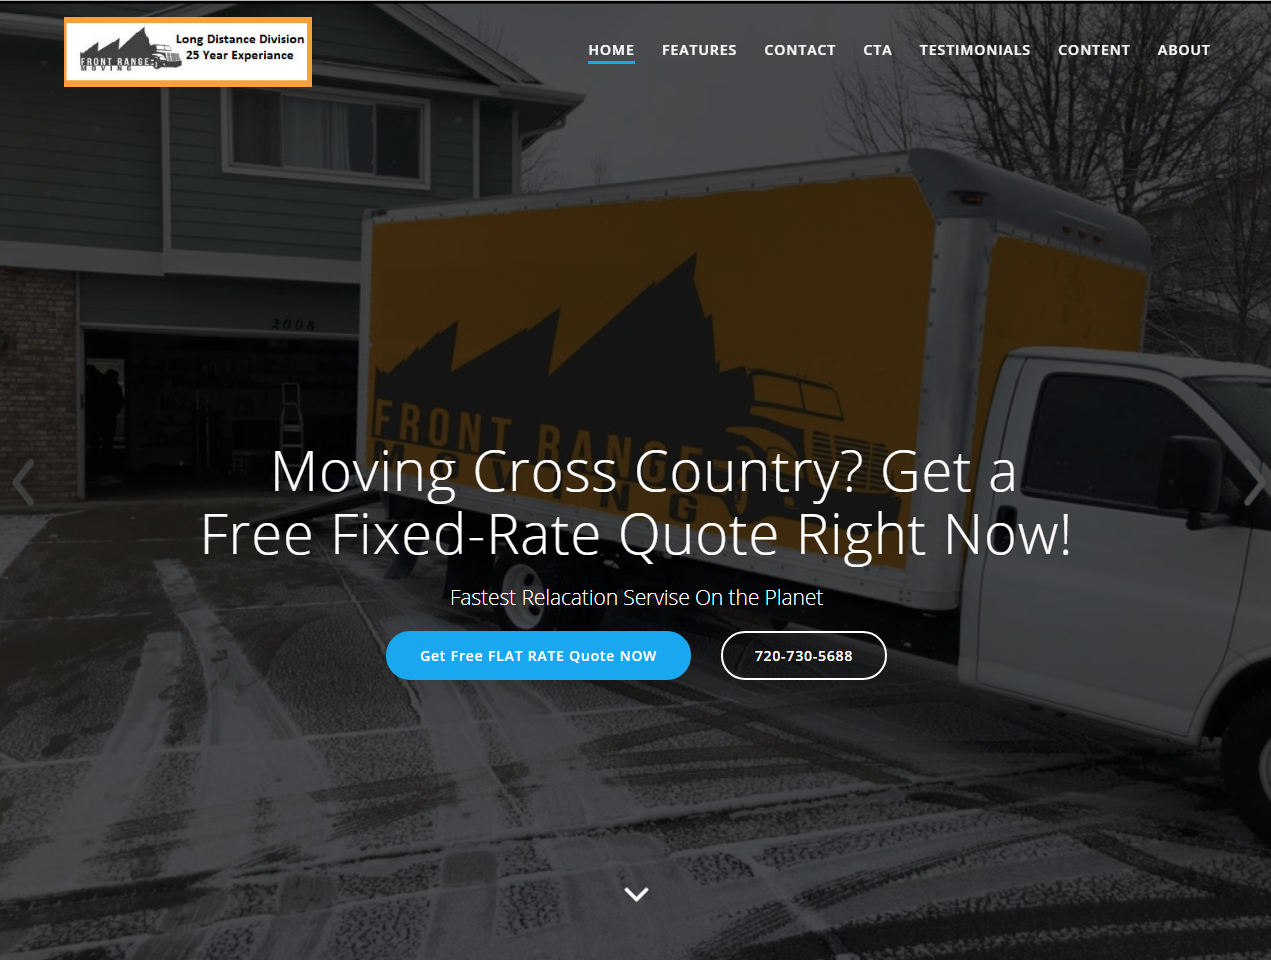 Long Distance Division
25 Year Experiance
FRONT RANGE
MOVING
HOME FEATURES CONTACT CTA TESTIMONIALS CONTENT ABOUT
2008
FRONT RANGE
MOVING
Moving Cross Country? Get a
Free Fixed-Rate Quote Right Now!
Fastest Relacation Servise On the Planet
Get Free FLAT RATE Quote NOW
720-730-5688